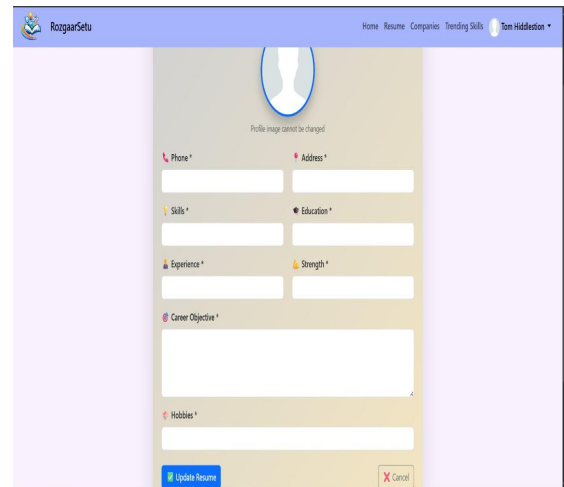 RozgaarSetu Home Resume Companies Trending Skills Tom Hiddlestion
Profile image cannot be changed
Phone * Address *
Skills * Education *
Experience * Strength *
Career Objective *
Hobbies *
Update Resume Cancel